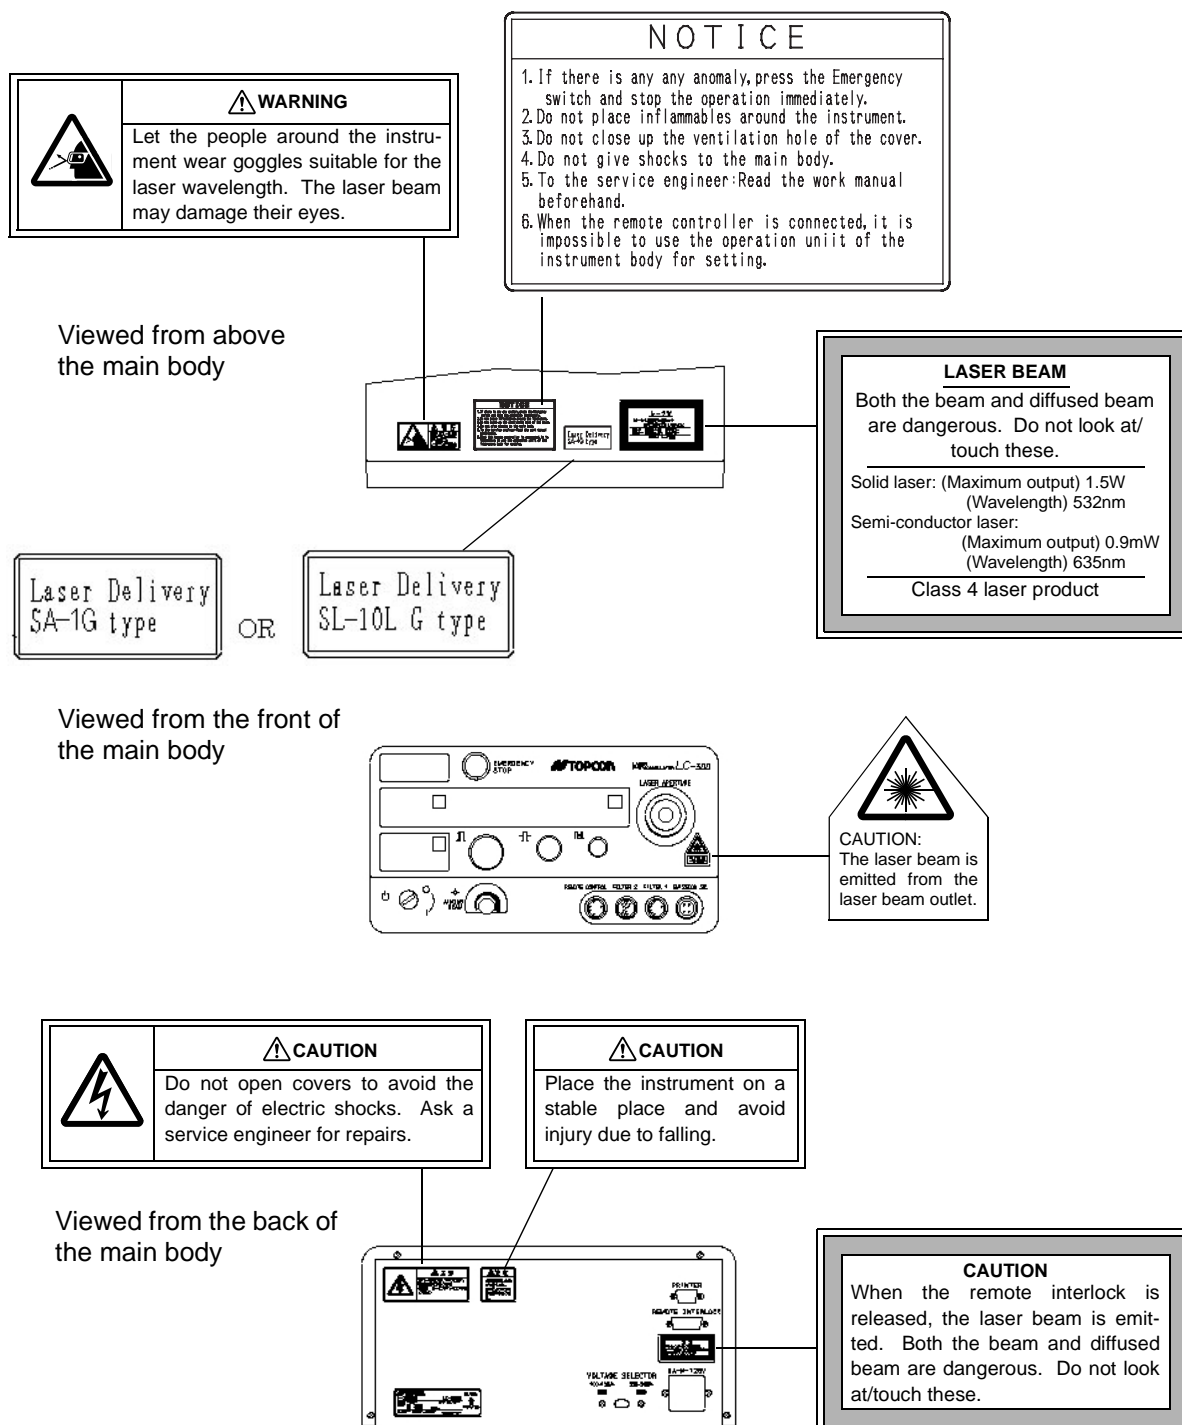 NOTICE
1. If there is any any anomaly, press the Emergency
switch and stop the operation immediately.
2. Do not place inflammables around the instrument.
3. Do not close up the ventilation hole of the cover.
4. Do not give shocks to the main body.
5. To the service engineer:Read the work manual
beforehand.
6. When the remote controller is connected, it is
impossible to use the operation uniit of the
instrument body for setting.
WARNING
Let the people around the instru-
ment wear goggles suitable for the
laser wavelength. The laser beam
may damage their eyes.
Viewed from above
the main body
LASER BEAM
Both the beam and diffused beam
are dangerous. Do not look at/
touch these.
Solid laser: (Maximum output) 1.5W
(Wavelength) 532nm
Semi-conductor laser:
(Maximum output) 0.9mW
(Wavelength) 635nm
Class 4 laser product
NOTICE
Laser Delivery
Laser Delivery
SA-1G type
OR
Laser Delivery
SL-10L G type
Viewed from the front of
the main body
EMERGENCY
STOP
TOPCON
LC-300
LASER APERTURE
REMOTE CONTROL FILTER 2 FILTER 1
CAUTION:
The laser beam is
emitted from the
laser beam outlet.
CAUTION
Do not open covers to avoid the
danger of electric shocks. Ask a
service engineer for repairs.
CAUTION
Place the instrument on a
stable place and avoid
injury due to falling.
Viewed from the back of
the main body
PRINTER
REMOTE INTERLOCK
VOLTAGE SELECTOR
CAUTION
When the remote interlock is
released, the laser beam is emit-
ted. Both the beam and diffused
beam are dangerous. Do not look
at/touch these.